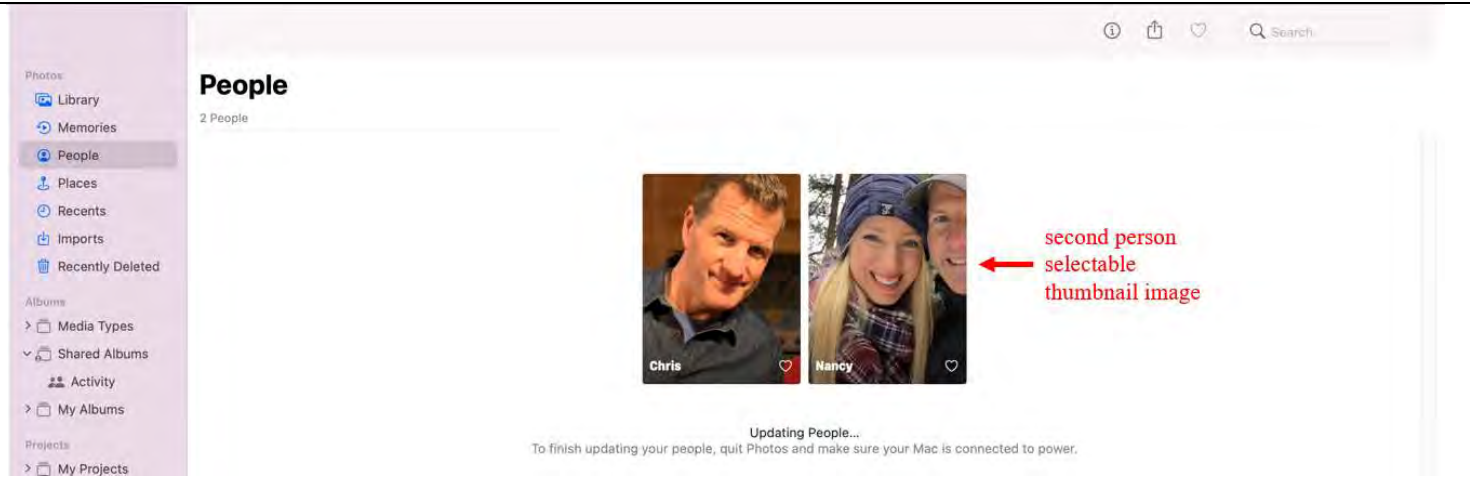 Search
Photos
Library
Memories
People
Places
Recents
Imports
Recently Deleted
Albums
Media Types
Shared Albums
Activity
My Albums
Projects
My Projects
People
2 People
Chris
Nancy
second person
selectable
thumbnail image
Updating People...
To finish updating your people, quit Photos and make sure your Mac is connected to power.